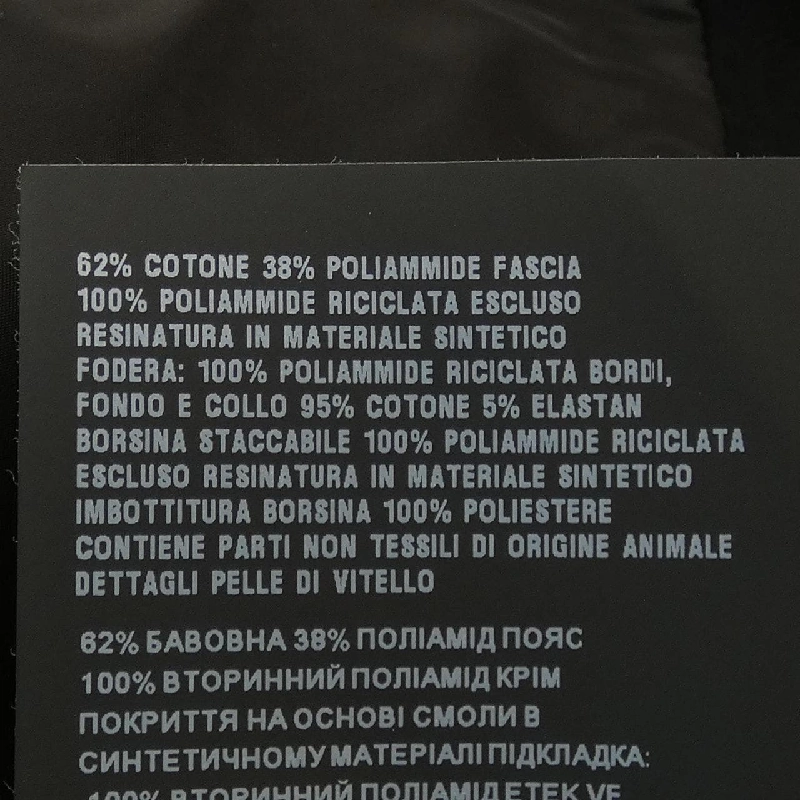 62% COTONE 38% POLIAMMIDE FASCIA
100% POLIAMMIDE RICICLATA ESCLUSO
RESINATURA IN MATERIALE SINTETICO
FODERA: 100% POLIAMMIDE RICICLATA BORDI,
FONDO E COLLO 95% COTONE 5% ELASTAN
BORSINA STACCABILE 100% POLIAMMIDE RICICLATA
ESCLUSO RESINATURA IN MATERIALE SINTETICO
IMBOTTITURA BORSINA 100% POLIESTERE
CONTIENE PARTI NON TESSILI DI ORIGINE ANIMALE
DETTAGLI PELLE DI VITELLO
62% БАВОВНА 38% ПОЛІАМІД ПОЯС
100% ВТОРИННИЙ ПОЛІАМІД КРІМ
ПОКРИТТЯ НА ОСНОВІ СМОЛИ В
СИНТЕТИЧНОМУ МАТЕРІАЛІ ПІДКЛАДКА:
100% ВТОРИННИЙ ПОЛІАМІД